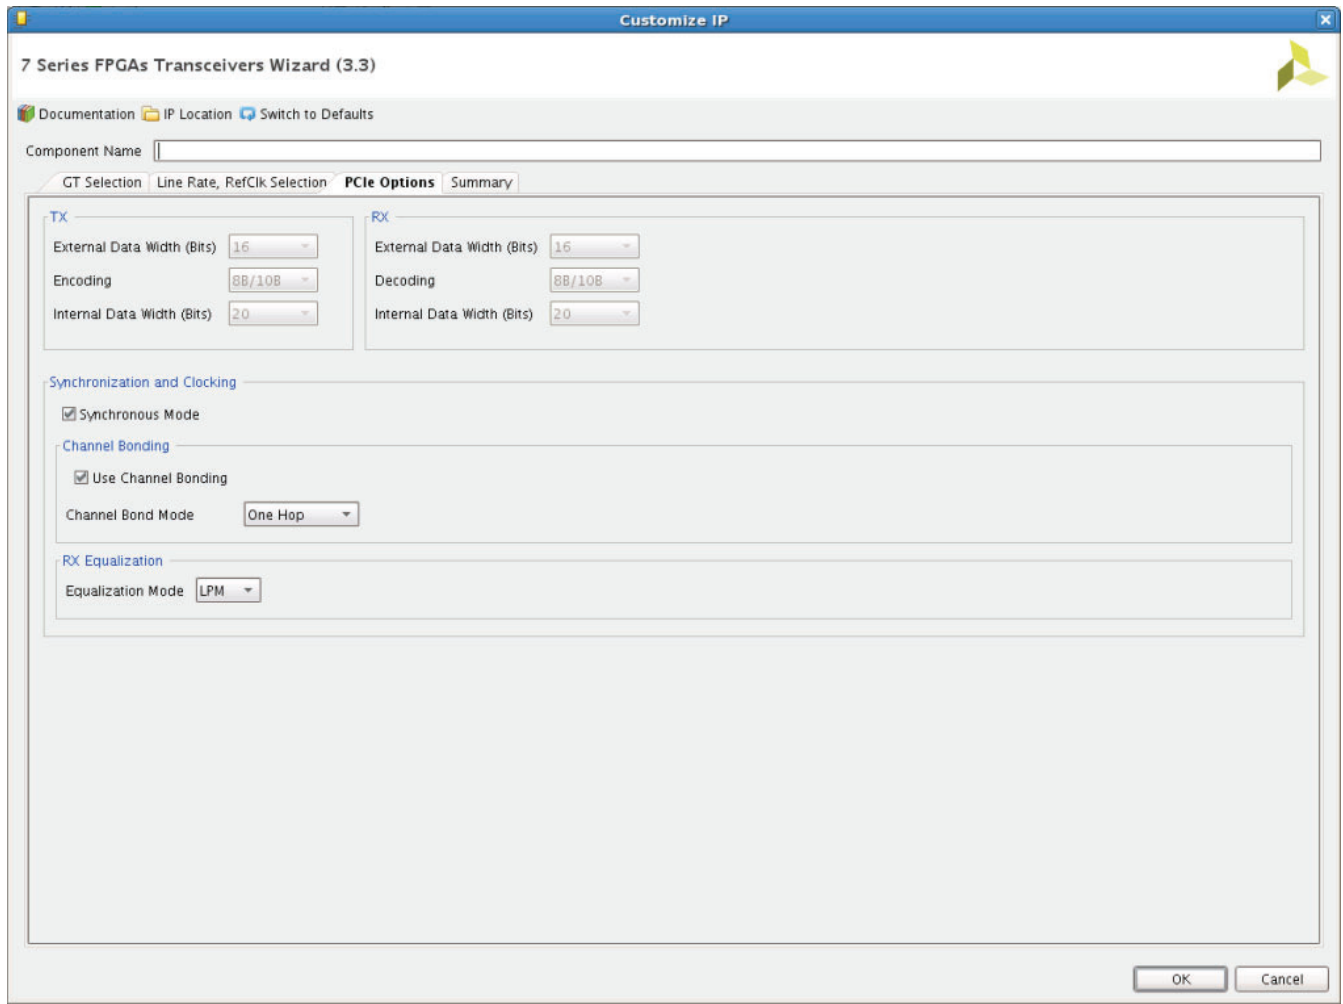 Customize IP
7 Series FPGAs Transceivers Wizard (3.3)
Documentation IP Location Switch to Defaults
Component Name
GT Selection Line Rate, RefClk Selection PCIe Options Summary
TX RX
External Data Width (Bits) 16 External Data Width (Bits) 16
Encoding 8B/10B Decoding 8B/10B
Internal Data Width (Bits) 20 Internal Data Width (Bits) 20
Synchronization and Clocking
Synchronous Mode
Channel Bonding
Use Channel Bonding
Channel Bond Mode One Hop
RX Equalization
Equalization Mode LPM
OK Cancel